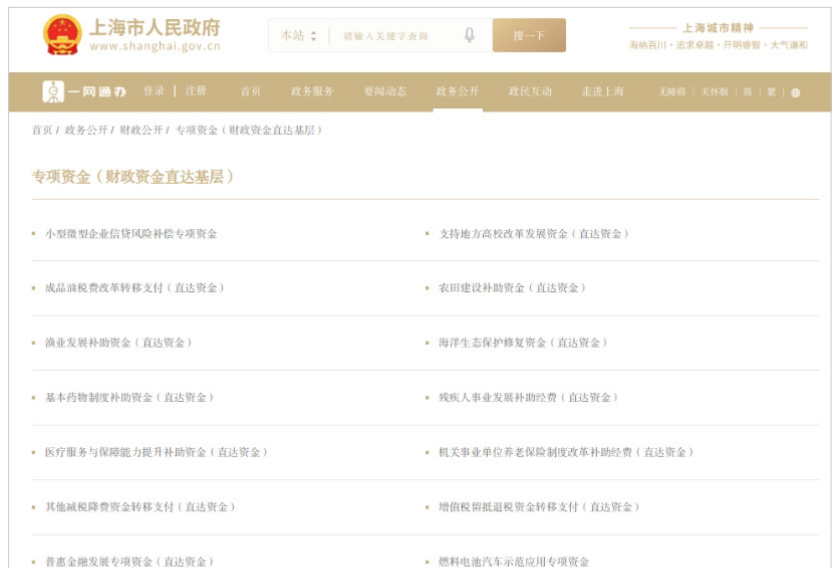 上海市人民政府
www.shanghai.gov.cn
本站 请输入关键字查询 搜一下
上海城市精神
海纳百川·追求卓越·开明睿智·大气谦和
一网通办 登录 | 注册 首页 政务服务 要闻动态 政务公开 政民互动 走进上海 无障碍 | 关怀版 | 简 | 繁 |
首页 / 政务公开 / 财政公开 / 专项资金（财政资金直达基层）
专项资金（财政资金直达基层）
小型微型企业信贷风险补偿专项资金 支持地方高校改革发展资金（直达资金）
成品油税费改革转移支付（直达资金） 农田建设补助资金（直达资金）
渔业发展补助资金（直达资金） 海洋生态保护修复资金（直达资金）
基本药物制度补助资金（直达资金） 残疾人事业发展补助经费（直达资金）
医疗服务与保障能力提升补助资金（直达资金） 机关事业单位养老保险制度改革补助经费（直达资金）
其他减税降费资金转移支付（直达资金） 增值税留抵退税资金转移支付（直达资金）
普惠金融发展专项资金（直达资金） 燃料电池汽车示范应用专项资金